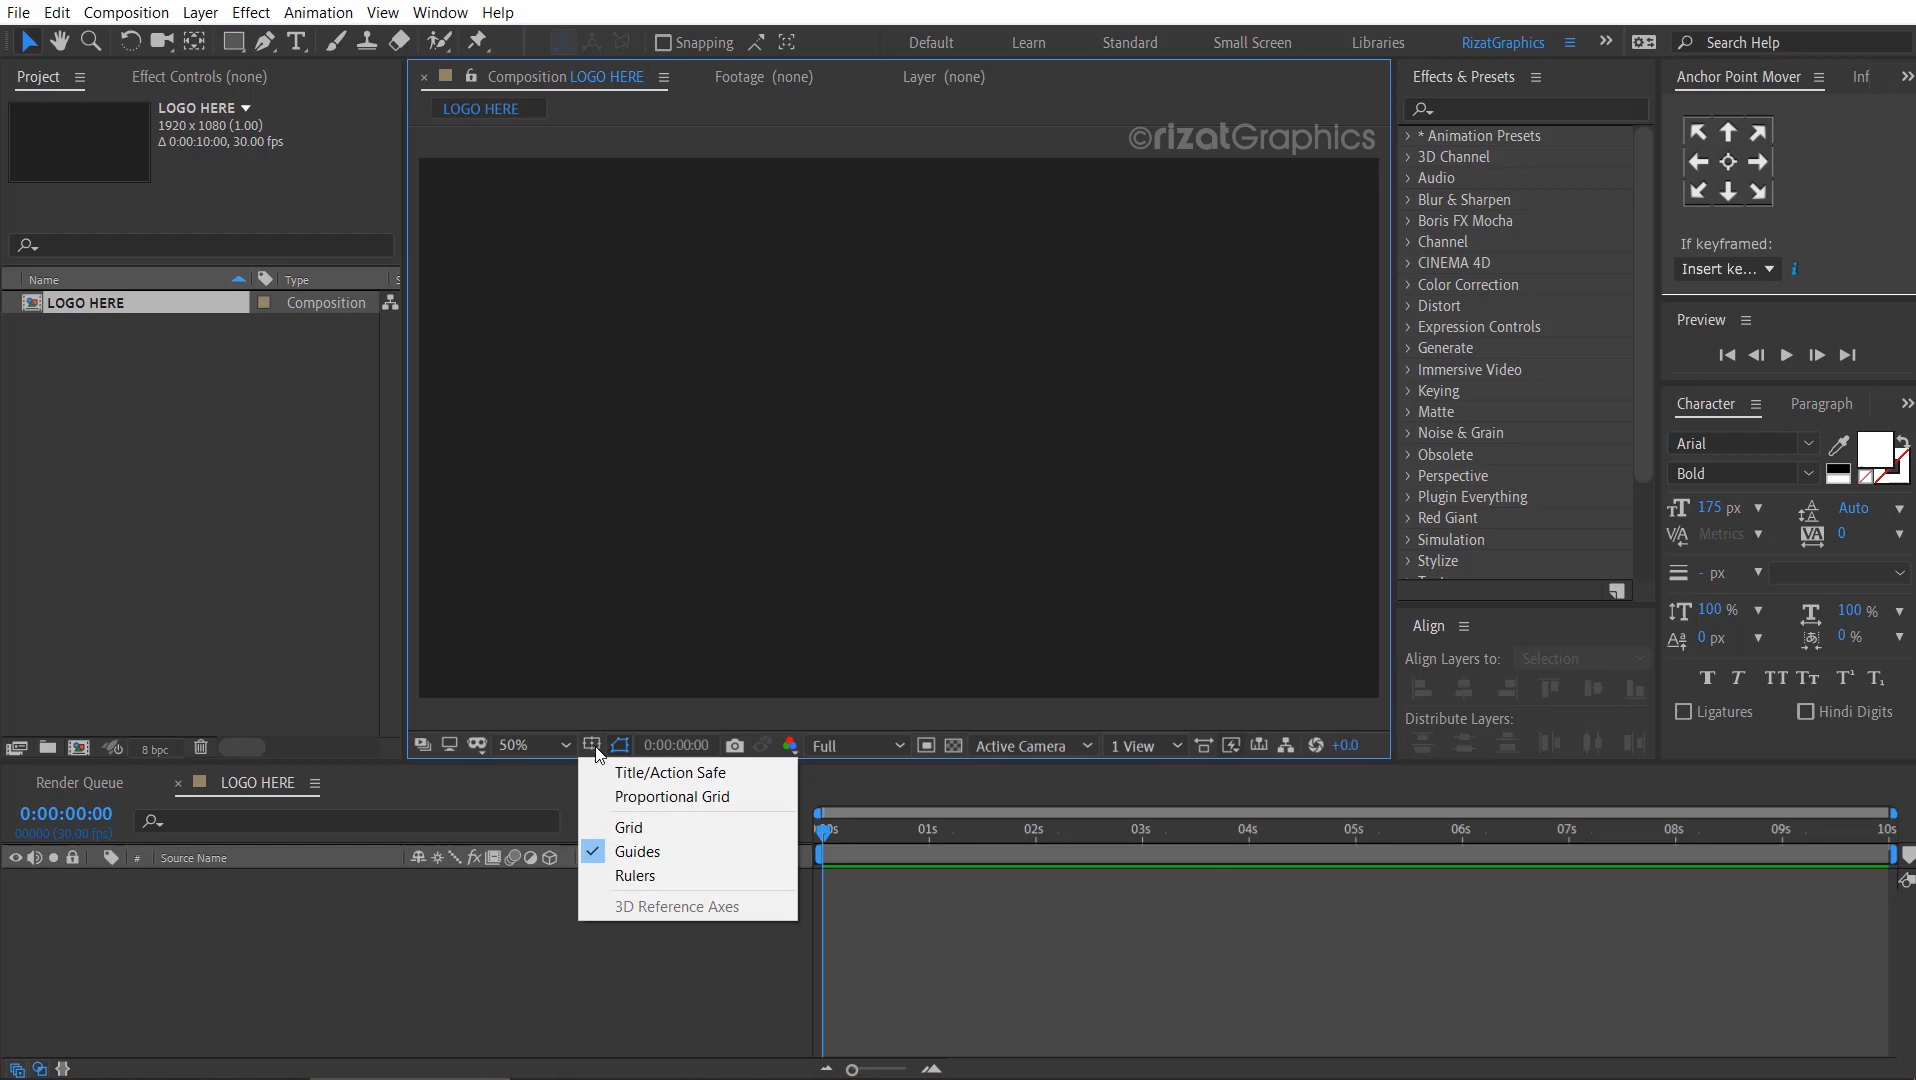 File Edit Composition Layer Effect Animation View Window Help
Snapping Default Learn Standard Small Screen Libraries RizatGraphics Search Help
Project Effect Controls (none) Composition LOGO HERE Footage (none) Layer (none) Effects & Presets Anchor Point Mover Inf
LOGO HERE
1920 x 1080 (1.00)
Δ 0:00:10:00, 30.00 fps
LOGO HERE
©rizatGraphics
Name Type S
LOGO HERE Composition
* Animation Presets
3D Channel
Audio
Blur & Sharpen
Boris FX Mocha
Channel
CINEMA 4D
Color Correction
Distort
Expression Controls
Generate
Immersive Video
Keying
Matte
Noise & Grain
Obsolete
Perspective
Plugin Everything
Red Giant
Simulation
Stylize
If keyframed:
Insert ke...
Preview
Character Paragraph
Arial
Bold
175 px Auto
Metrics 0
- px
100 % 100 %
0 px 0 %
Ligatures Hindi Digits
Align
Align Layers to: Selection
Distribute Layers:
8 bpc
50% 0:00:00:00 Full Active Camera 1 View +0.0
Title/Action Safe
Proportional Grid
Grid
Guides
Rulers
3D Reference Axes
Render Queue LOGO HERE
0:00:00:00
00000 (30.00 fps)
# Source Name fx
01s 02s 03s 04s 05s 06s 07s 08s 09s 10s